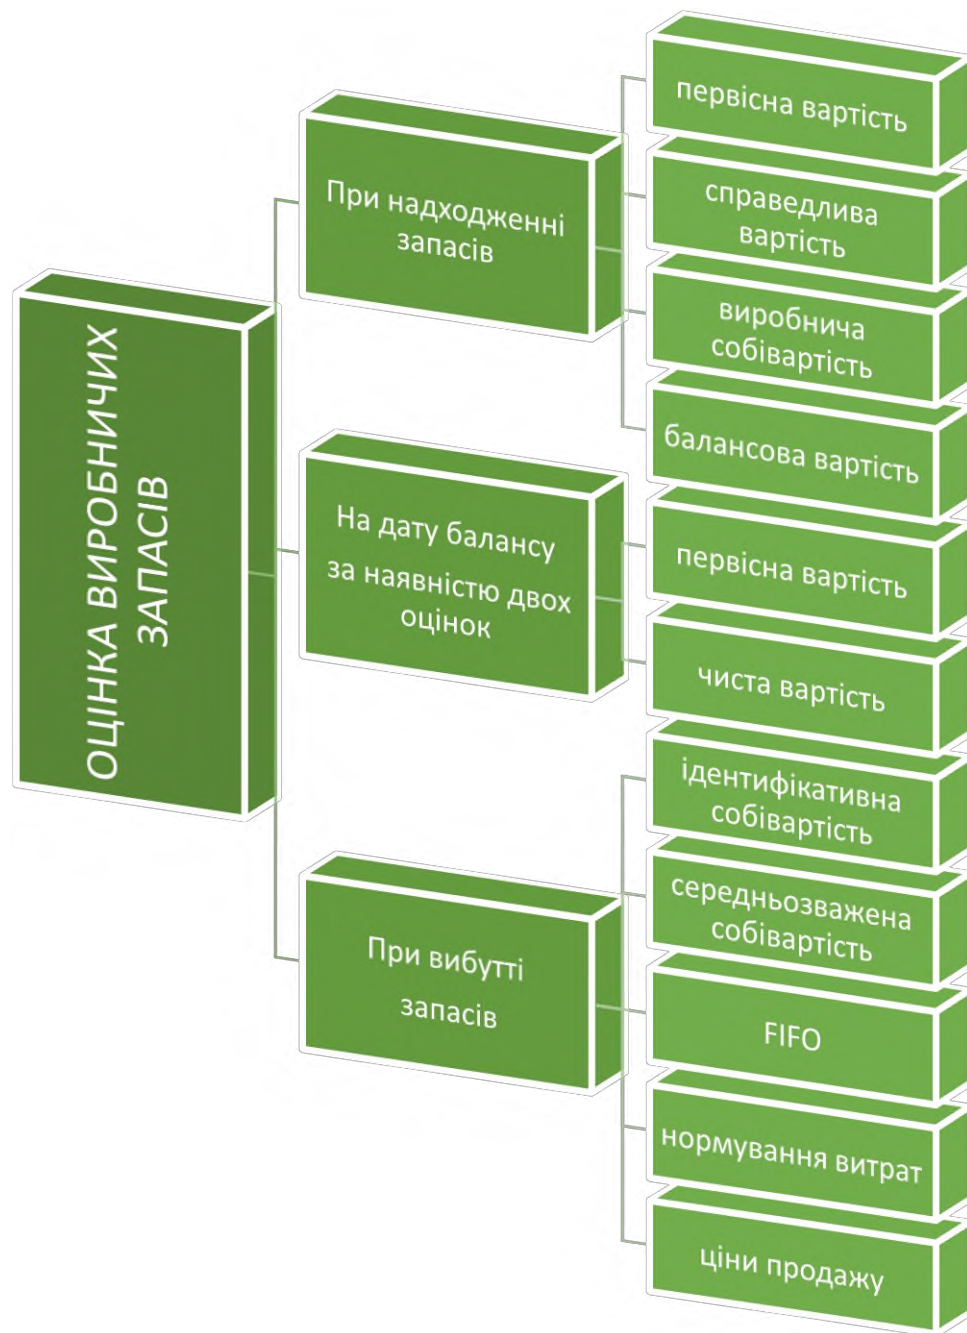 ОЦІНКА ВИРОБНИЧИХ
ЗАПАСІВ
При надходженні
запасів
первісна вартість
справедлива
вартість
виробнича
собівартість
балансова вартість
На дату балансу
за наявністю двох
оцінок
первісна вартість
чиста вартість
При вибутті
запасів
ідентифікативна
собівартість
середньозважена
собівартість
FIFO
нормування витрат
ціни продажу